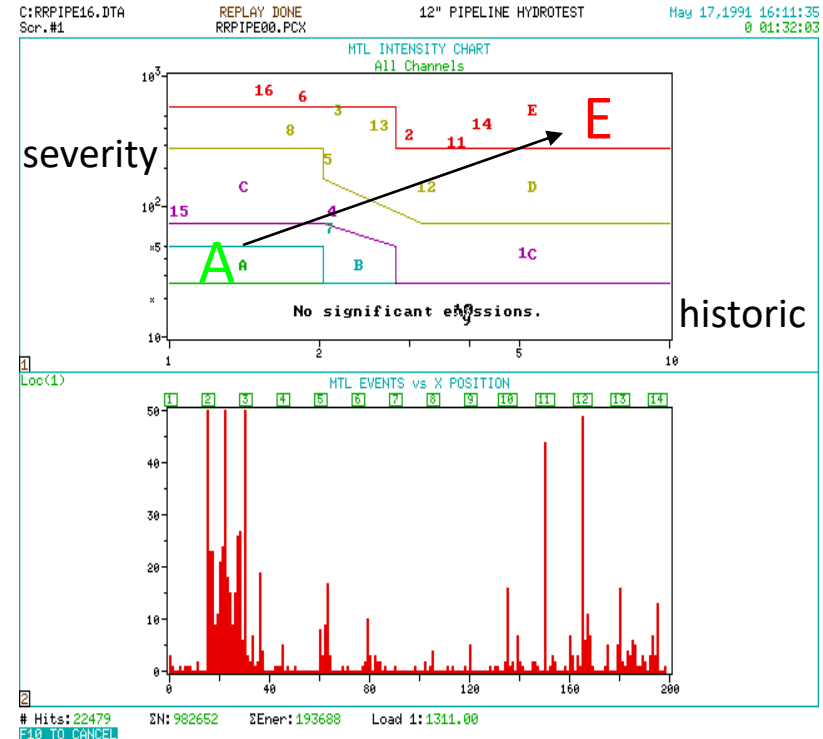 C:RRPIPE16.DTA REPLAY DONE 12" PIPELINE HYDROTEST May 17,1991 16:11:35
Scr.#1 RRPIPE00.PCX 0 01:32:03
MTL INTENSITY CHART
All Channels
10³
16 6
3
E E
8 13 2 14
11
severity
5
C 12 D
10²
15 4
7
×5
A A B 1C
x
No significant
historic
10
1 2 5 10
1
Loc(1) MTL EVENTS vs X POSITION
1 2 3 4 5 6 7 8 9 10 11 12 13 14
50
40
30
20
10
0
0 40 80 120 160 200
2
# Hits:22479 ΣN:982652 ΣEner:193688 Load 1:1311.00
F10 TO CANCEL